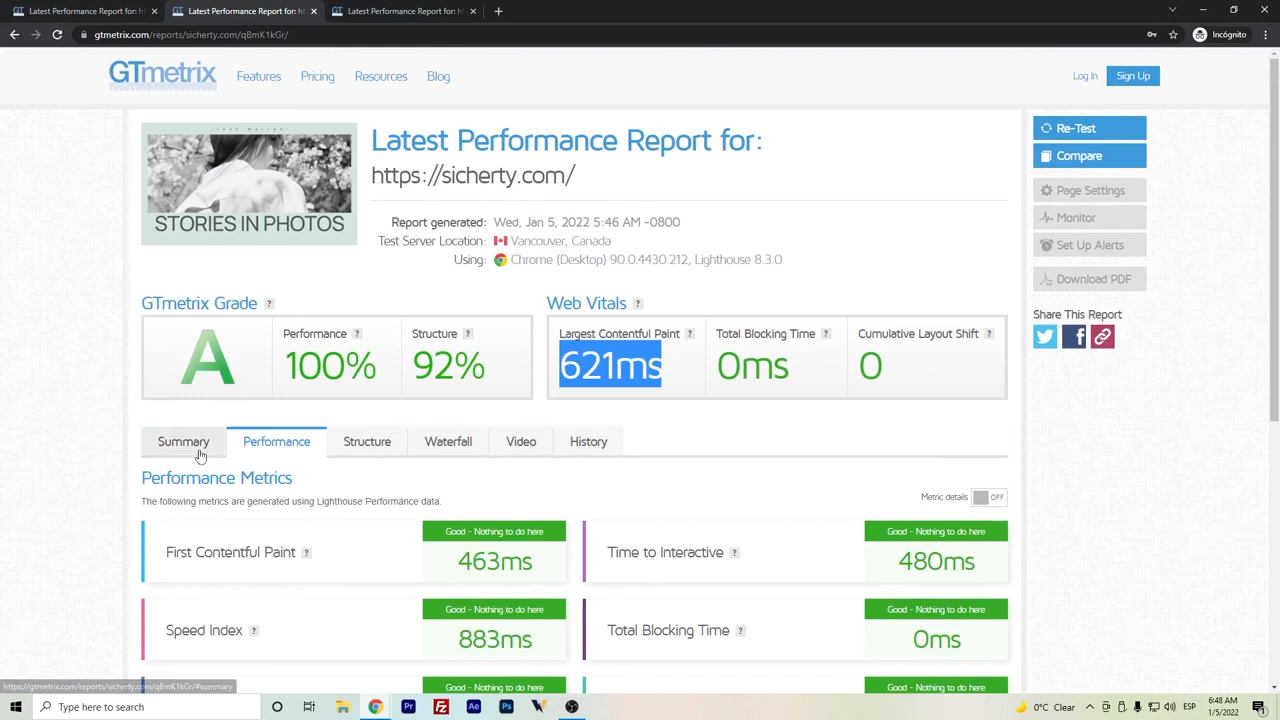 Latest Performance Report for: h
Latest Performance Report for: h
Latest Performance Report for: h
gtmetrix.com/reports/sicherty.com/qBmK1kGr/
Incógnito
GTmetrix
Features
Pricing
Resources
Blog
Log In
Sign Up
STORIES IN PHOTOS
Latest Performance Report for:
https://sicherty.com/
Report generated: Wed, Jan 5, 2022 5:46 AM -0800
Test Server Location: Vancouver, Canada
Using: Chrome (Desktop) 90.0.4430.212, Lighthouse 8.3.0
Re-Test
Compare
Page Settings
Monitor
Set Up Alerts
Download PDF
Share This Report
GTmetrix Grade ?
A
Performance ?
100%
Structure ?
92%
Web Vitals ?
Largest Contentful Paint ?
621ms
Total Blocking Time ?
0ms
Cumulative Layout Shift ?
0
Summary
Performance
Structure
Waterfall
Video
History
Performance Metrics
The following metrics are generated using Lighthouse Performance data.
Metric details OFF
First Contentful Paint ?
Good - Nothing to do here
463ms
Time to Interactive ?
Good - Nothing to do here
480ms
Speed Index ?
Good - Nothing to do here
883ms
Total Blocking Time ?
Good - Nothing to do here
0ms
Good - Nothing to do here
Good - Nothing to do here
https://gtmetrix.com/reports/sicherty.com/qBmK1kGr/#summary
Type here to search
Pr
Fz
Ae
Ps
0°C Clear
ESP
6:48 AM
1/5/2022